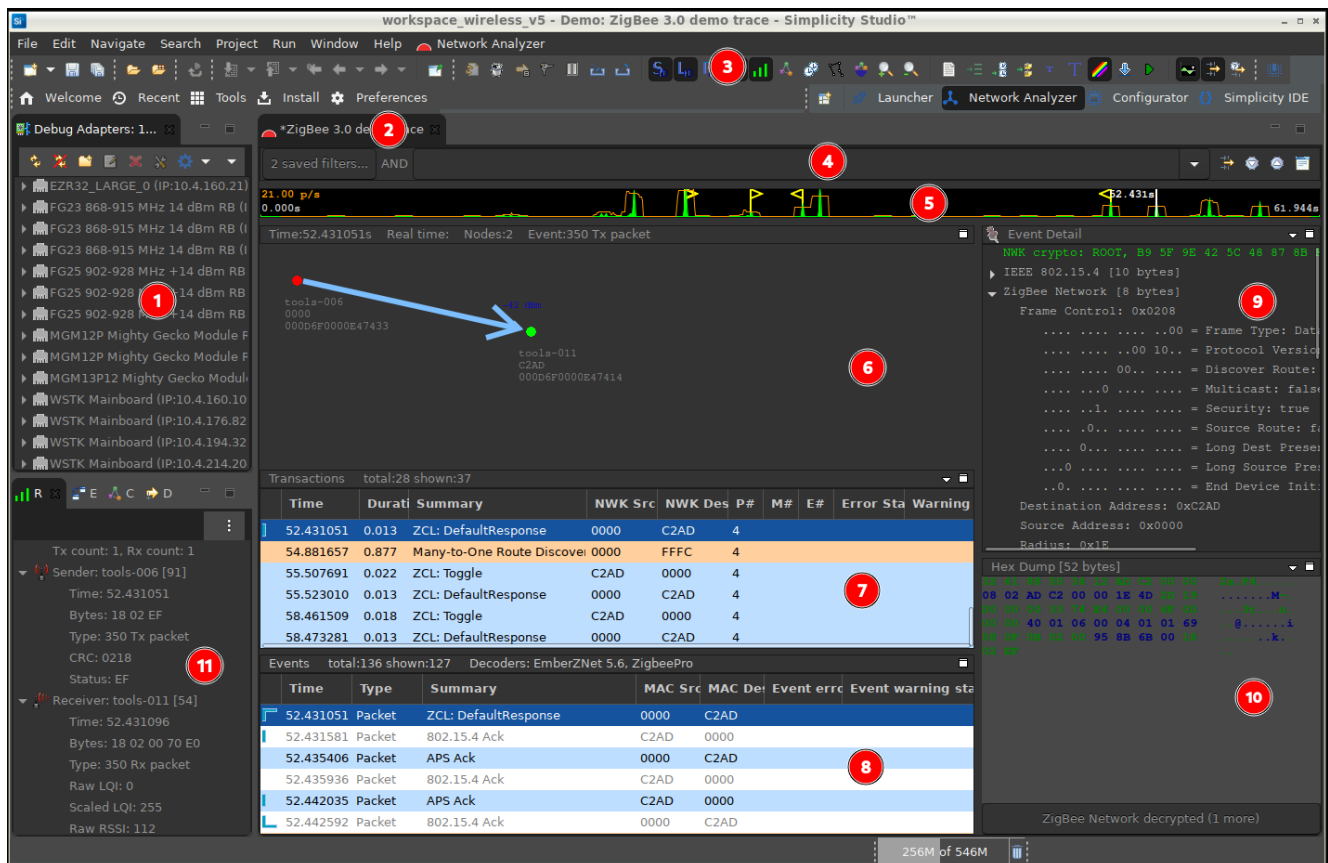 Si workspace_wireless_v5 - Demo: ZigBee 3.0 demo trace - Simplicity Studio™
File Edit Navigate Search Project Run Window Help Network Analyzer
3
Welcome Recent Tools Install Preferences Launcher Network Analyzer Configurator Simplicity IDE
Debug Adapters: 1...
*ZigBee 3.0 de 2 ce
2 saved filters... AND 4
EZR32_LARGE_0 (IP:10.4.160.21)
FG23 868-915 MHz 14 dBm RB (I
FG23 868-915 MHz 14 dBm RB (I
FG23 868-915 MHz 14 dBm RB (I
FG25 902-928 MHz +14 dBm RB
FG25 902-928 +14 dBm RB
FG25 902-928 +14 dBm RB
1
MGM12P Mighty Gecko Module R
MGM12P Mighty Gecko Module R
MGM13P12 Mighty Gecko Modul
WSTK Mainboard (IP:10.4.160.10
WSTK Mainboard (IP:10.4.176.82
WSTK Mainboard (IP:10.4.194.32
WSTK Mainboard (IP:10.4.214.20
21.00 p/s 52.431s
0.000s 5 61.944s
Time:52.431051s Real time: Nodes:2 Event:350 Tx packet
tools-006
0000
000D6F0000E47433
-42 dBm
tools-011
C2AD
000D6F0000E47414
6
Event Detail
NWK crypto: ROOT, B9 5F 9E 42 5C 48 87 8B
IEEE 802.15.4 [10 bytes]
ZigBee Network [8 bytes]
9
Frame Control: 0x0208
.... .... .... ..00 = Frame Type: Dat
.... .... ..00 10.. = Protocol Versio
.... .... 00.. .... = Discover Route:
.... ...0 .... .... = Multicast: false
.... ..1. .... .... = Security: true
.... .0.. .... .... = Source Route: fa
.... 0... .... .... = Long Dest Prese
...0 .... .... .... = Long Source Pre
..0. .... .... .... = End Device Init
Destination Address: 0xC2AD
Source Address: 0x0000
Radius: 0x1E
Transactions total:28 shown:37
Time Durati Summary NWK Src NWK Des P# M# E# Error Sta Warning
52.431051 0.013 ZCL: DefaultResponse 0000 C2AD 4
54.881657 0.877 Many-to-One Route Discove 0000 FFFC 4
55.507691 0.022 ZCL: Toggle C2AD 0000 4
55.523010 0.013 ZCL: DefaultResponse 0000 C2AD 4
58.461509 0.018 ZCL: Toggle C2AD 0000 4
58.473281 0.013 ZCL: DefaultResponse 0000 C2AD 4
7
R E C D
Tx count: 1, Rx count: 1
Sender: tools-006 [91]
Time: 52.431051
Bytes: 18 02 EF
Type: 350 Tx packet
CRC: 0218
Status: EF
11
Receiver: tools-011 [54]
Time: 52.431096
Bytes: 18 02 00 70 E0
Type: 350 Rx packet
Raw LQI: 0
Scaled LQI: 255
Raw RSSI: 112
Events total:136 shown:127 Decoders: EmberZNet 5.6, ZigbeePro
Time Type Summary MAC Src MAC Des Event erro Event warning sta
52.431051 Packet ZCL: DefaultResponse 0000 C2AD
52.431581 Packet 802.15.4 Ack C2AD 0000
52.435406 Packet APS Ack 0000 C2AD
52.435936 Packet 802.15.4 Ack C2AD 0000
52.442035 Packet APS Ack C2AD 0000
52.442592 Packet 802.15.4 Ack 0000 C2AD
8
Hex Dump [52 bytes]
08 02 AD C2 00 00 1E 4D .......M
40 01 06 00 04 01 01 69 .@......i
95 8B 6B 00 ..k.
10
ZigBee Network decrypted (1 more)
256M of 546M